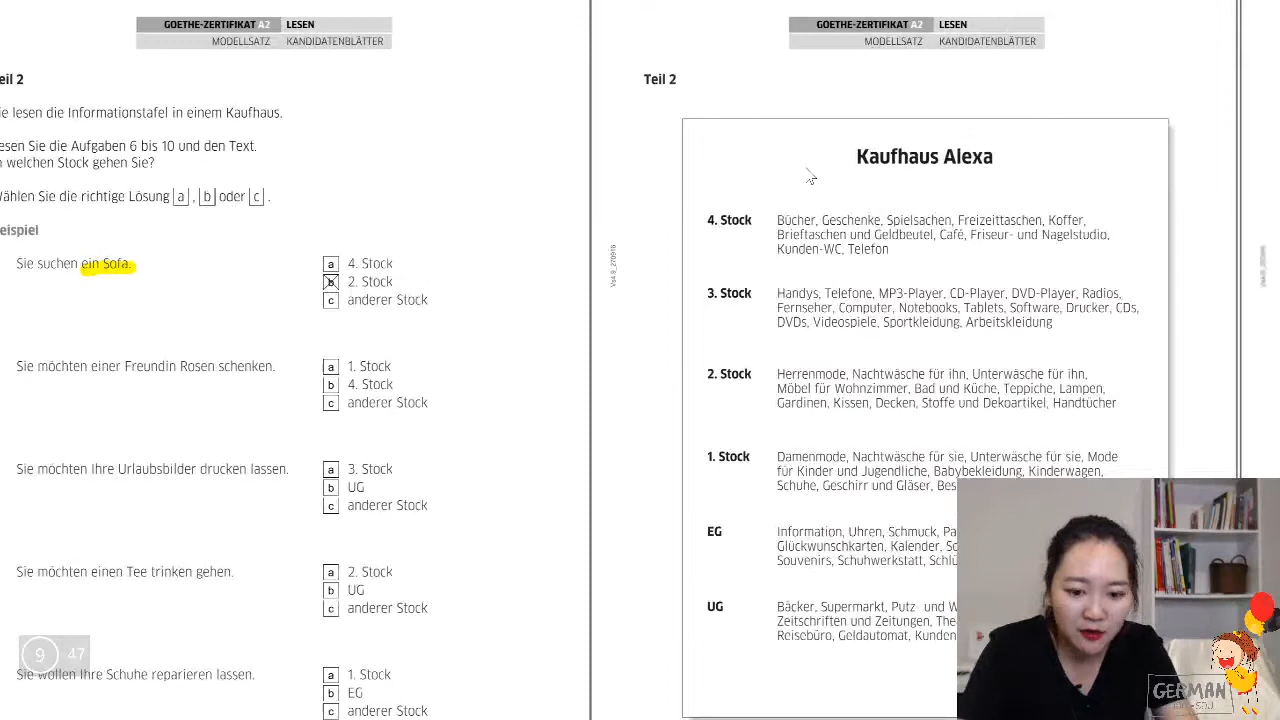 GOETHE-ZERTIFIKAT A2 LESEN
MODELLSATZ KANDIDATENBLÄTTER
eil 2
ie lesen die Informationstafel in einem Kaufhaus.
esen Sie die Aufgaben 6 bis 10 und den Text.
n welchen Stock gehen Sie?
ählen Sie die richtige Lösung a , b oder c .
eispiel
Sie suchen ein Sofa.
a 4. Stock
b 2. Stock
c anderer Stock
Sie möchten einer Freundin Rosen schenken.
a 1. Stock
b 4. Stock
c anderer Stock
Sie möchten Ihre Urlaubsbilder drucken lassen.
a 3. Stock
b UG
c anderer Stock
Sie möchten einen Tee trinken gehen.
a 2. Stock
b UG
c anderer Stock
9 47
Sie wollen Ihre Schuhe reparieren lassen.
a 1. Stock
b EG
c anderer Stock
GOETHE-ZERTIFIKAT A2 LESEN
MODELLSATZ KANDIDATENBLÄTTER
Teil 2
Kaufhaus Alexa
4. Stock Bücher, Geschenke, Spielsachen, Freizeittaschen, Koffer,
Brieftaschen und Geldbeutel, Café, Friseur- und Nagelstudio,
Kunden-WC, Telefon
3. Stock Handys, Telefone, MP3-Player, CD-Player, DVD-Player, Radios,
Fernseher, Computer, Notebooks, Tablets, Software, Drucker, CDs,
DVDs, Videospiele, Sportkleidung, Arbeitskleidung
2. Stock Herrenmode, Nachtwäsche für ihn, Unterwäsche für ihn,
Möbel für Wohnzimmer, Bad und Küche, Teppiche, Lampen,
Gardinen, Kissen, Decken, Stoffe und Dekoartikel, Handtücher
1. Stock Damenmode, Nachtwäsche für sie, Unterwäsche für sie, Mode
für Kinder und Jugendliche, Babybekleidung, Kinderwagen,
Schuhe, Geschirr und Gläser, Bes
EG Information, Uhren, Schmuck, Pa
Glückwunschkarten, Kalender, Sc
Souvenirs, Schuhwerkstatt, Schlü
UG Bäcker, Supermarkt, Putz- und W
Zeitschriften und Zeitungen, The
Reisebüro, Geldautomat, Kunden
GERMAN